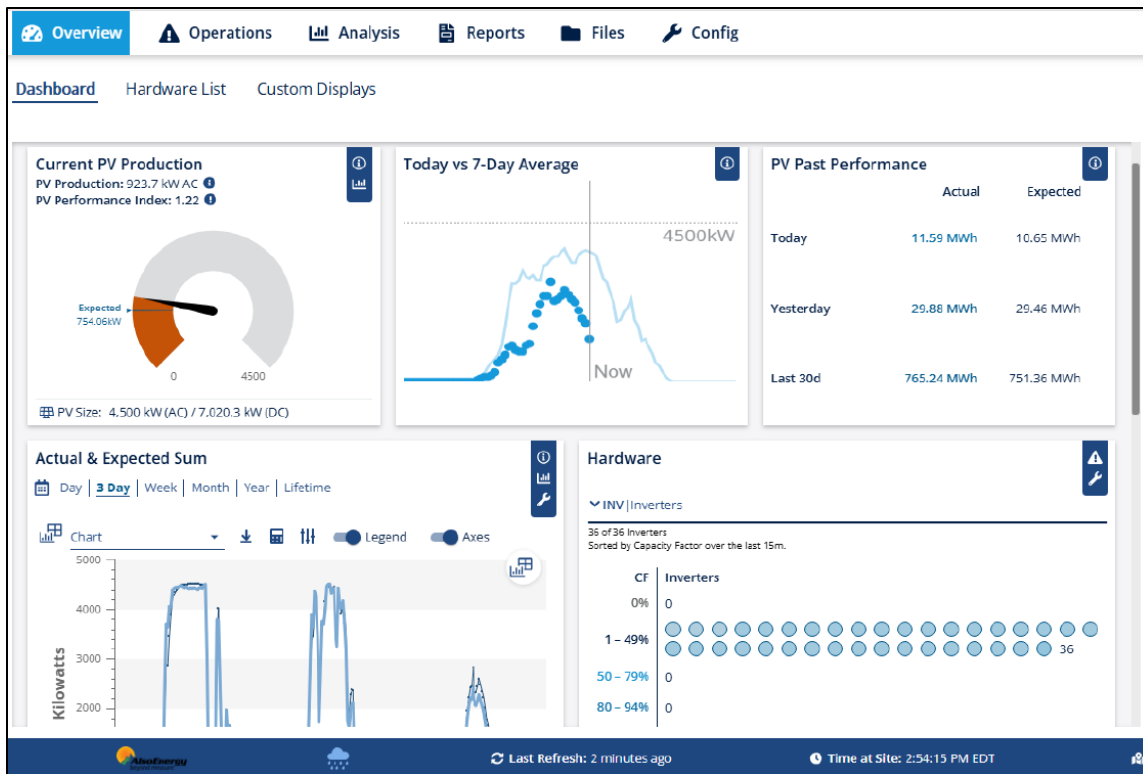 Overview
Operations
Analysis
Reports
Files
Config
Dashboard
Hardware List
Custom Displays
Current PV Production
PV Production: 923.7 kW AC
PV Performance Index: 1.22
Expected
754.06kW
0
4500
PV Size: 4,500 kW (AC) / 7,020.3 kW (DC)
Today vs 7-Day Average
4500kW
Now
PV Past Performance
Actual Expected
Today 11.59 MWh 10.65 MWh
Yesterday 29.88 MWh 29.46 MWh
Last 30d 765.24 MWh 751.36 MWh
Actual & Expected Sum
Day | 3 Day | Week | Month | Year | Lifetime
Chart
Legend
Axes
5000
4000
3000
2000
Kilowatts
Hardware
INV|Inverters
36 of 36 Inverters
Sorted by Capacity Factor over the last 15m.
CF Inverters
0% 0
1 – 49% 36
50 – 79% 0
80 – 94% 0
AlsoEnergy
Last Refresh: 2 minutes ago
Time at Site: 2:54:15 PM EDT